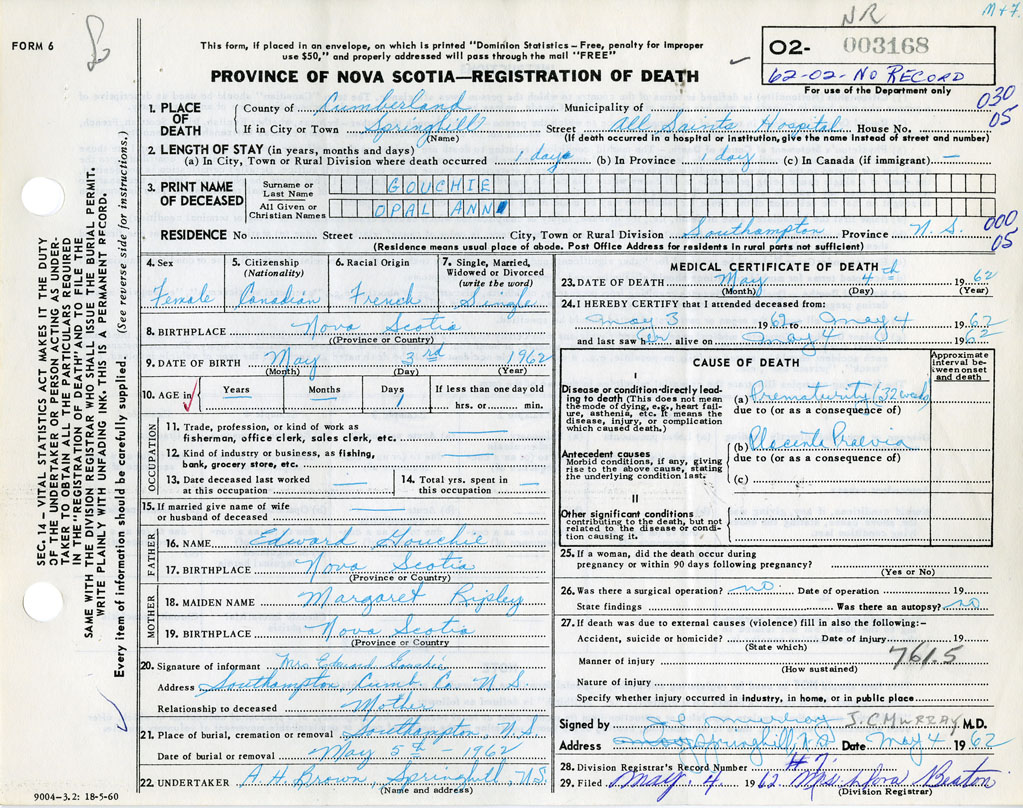 NR
M+F
FORM 6
This form, if placed in an envelope, on which is printed "Dominion Statistics – Free, penalty for improper
use $50," and properly addressed will pass through the mail "FREE"
O2- 003168
62-02-No Record
For use of the Department only
PROVINCE OF NOVA SCOTIA—REGISTRATION OF DEATH
030
05
1. PLACE OF DEATH
County of Cumberland Municipality of
If in City or Town Springhill Street All Saints Hospital House No.
(Name) (If death occurred in a hospital or institution, give the name instead of street and number)
2. LENGTH OF STAY (in years, months and days)
(a) In City, Town or Rural Division where death occurred 1 day (b) In Province 1 day (c) In Canada (if immigrant) —
3. PRINT NAME OF DECEASED
Surname or Last Name GOUCHIE
All Given or Christian Names OPAL ANN
RESIDENCE No Street City, Town or Rural Division Southampton Province N.S.
(Residence means usual place of abode. Post Office Address for residents in rural parts not sufficient)
000
05
SEC. 14 – VITAL STATISTICS ACT MAKES IT THE DUTY
OF THE UNDERTAKER OR PERSON ACTING AS UNDER-
TAKER TO OBTAIN ALL THE PARTICULARS REQUIRED
IN THE "REGISTRATION OF DEATH" AND TO FILE THE
SAME WITH THE DIVISION REGISTRAR WHO SHALL ISSUE THE BURIAL PERMIT.
WRITE PLAINLY WITH UNFADING INK. THIS IS A PERMANENT RECORD.
Every item of information should be carefully supplied. (See reverse side for instructions.)
4. Sex
Female
5. Citizenship
(Nationality)
Canadian
6. Racial Origin
French
7. Single, Married,
Widowed or Divorced
(write the word)
Single
8. BIRTHPLACE Nova Scotia
(Province or Country)
9. DATE OF BIRTH May 3rd 1962
(Month) (Day) (Year)
10. AGE in Years — Months — Days 1 If less than one day old
hrs. or min.
OCCUPATION
11. Trade, profession, or kind of work as
fisherman, office clerk, sales clerk, etc. —
12. Kind of industry or business, as fishing,
bank, grocery store, etc. —
13. Date deceased last worked
at this occupation —
14. Total yrs. spent in
this occupation —
15. If married give name of wife
or husband of deceased —
FATHER
16. NAME Edward Gouchie
17. BIRTHPLACE Nova Scotia
(Province or Country)
MOTHER
18. MAIDEN NAME Margaret Ripley
19. BIRTHPLACE Nova Scotia
(Province or Country
20. Signature of informant Mrs Edward Gouchie
Address Southampton, Cumb. Co. N.S.
Relationship to deceased Mother
21. Place of burial, cremation or removal Southampton, N.S
Date of burial or removal May 5th - 1962
22. UNDERTAKER A.H. Brown, Springhill, N.S.
(Name and address)
9004-3.2: 18-5-60
MEDICAL CERTIFICATE OF DEATH
23. DATE OF DEATH May 4th 1962
(Month) (Day) (Year)
24. I HEREBY CERTIFY that I attended deceased from:
May 3 1962 to May 4 1962
and last saw her alive on May 4 1962
CAUSE OF DEATH
Approximate
interval be-
tween onset
and death
I
Disease or condition directly lead-
ing to death (This does not mean
the mode of dying, e.g., heart fail-
ure, asthenia, etc. It means the
disease, injury, or complication
which caused death.)
(a) Prematurity (32 weeks)
due to (or as a consequence of)
Antecedent causes
Morbid conditions, if any, giving
rise to the above cause, stating
the underlying condition last.
(b) Placenta Praevia
due to (or as a consequence of)
(c)
II
Other significant conditions
contributing to the death, but not
related to the disease or condi-
tion causing it.
25. If a woman, did the death occur during
pregnancy or within 90 days following pregnancy?
(Yes or No)
26. Was there a surgical operation? no Date of operation 19
State findings Was there an autopsy? no
27. If death was due to external causes (violence) fill in also the following:–
Accident, suicide or homicide? Date of injury 19
(State which)
761.5
Manner of injury
(How sustained)
Nature of injury
Specify whether injury occurred in industry, in home, or in public place
Signed by J C Murray J.C. MURRAY M.D.
Address Springhill, N.S. Date May 4 1962
28. Division Registrar's Record Number #7
29. Filed May 4 1962 Mrs Dora Beaton
(Division Registrar)